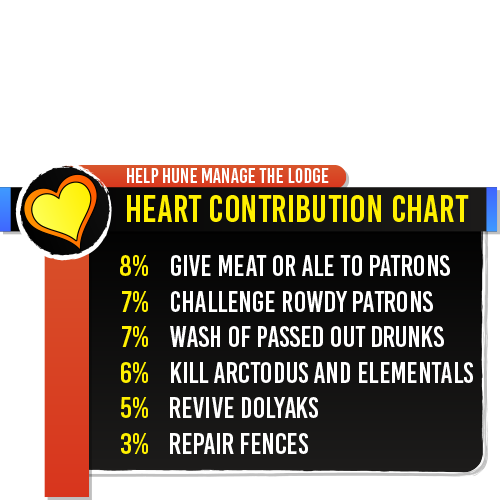 HELP HUNE MANAGE THE LODGE
HEART CONTRIBUTION CHART
8% GIVE MEAT OR ALE TO PATRONS
7% CHALLENGE ROWDY PATRONS
7% WASH OF PASSED OUT DRUNKS
6% KILL ARCTODUS AND ELEMENTALS
5% REVIVE DOLYAKS
3% REPAIR FENCES